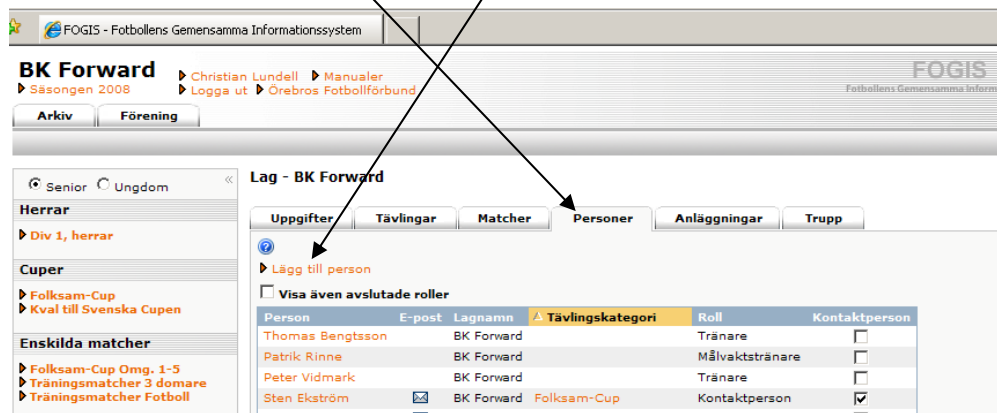 FOGIS - Fotbollens Gemensamma Informationssystem
BK Forward
Säsongen 2008
Christian Lundell Manualer
Logga ut Örebros Fotbollförbund
FOGIS
Fotbollens Gemensamma Inform
Arkiv Förening
Senior Ungdom
«
Herrar
Div 1, herrar
Cuper
Folksam-Cup
Kval till Svenska Cupen
Enskilda matcher
Folksam-Cup Omg. 1-5
Träningsmatcher 3 domare
Träningsmatcher Fotboll
Lag - BK Forward
Uppgifter Tävlingar Matcher Personer Anläggningar Trupp
?
Lägg till person
Visa även avslutade roller
Person E-post Lagnamn Tävlingskategori Roll Kontaktperson
Thomas Bengtsson BK Forward Tränare
Patrik Rinne BK Forward Målvaktstränare
Peter Vidmark BK Forward Tränare
Sten Ekström BK Forward Folksam-Cup Kontaktperson